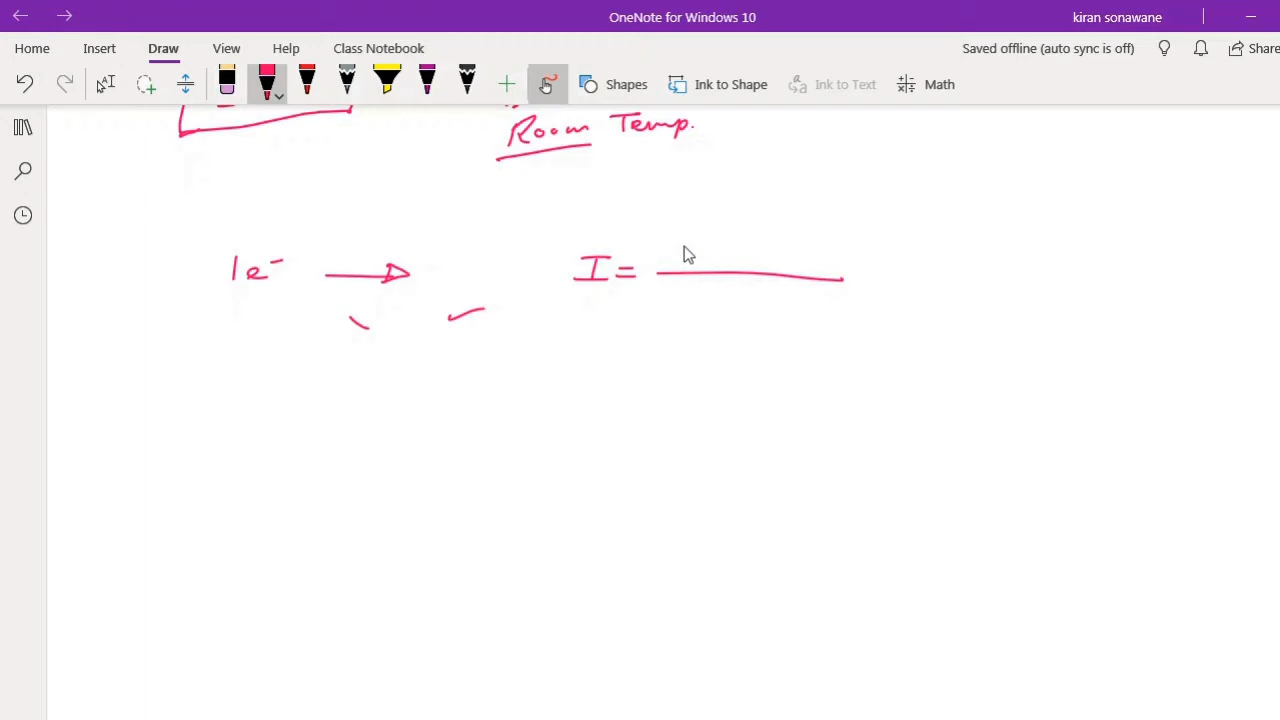 OneNote for Windows 10
kiran sonawane
Home Insert Draw View Help Class Notebook
Saved offline (auto sync is off)
Share
Shapes Ink to Shape Ink to Text Math
Room Temp.
1e⁻ I =